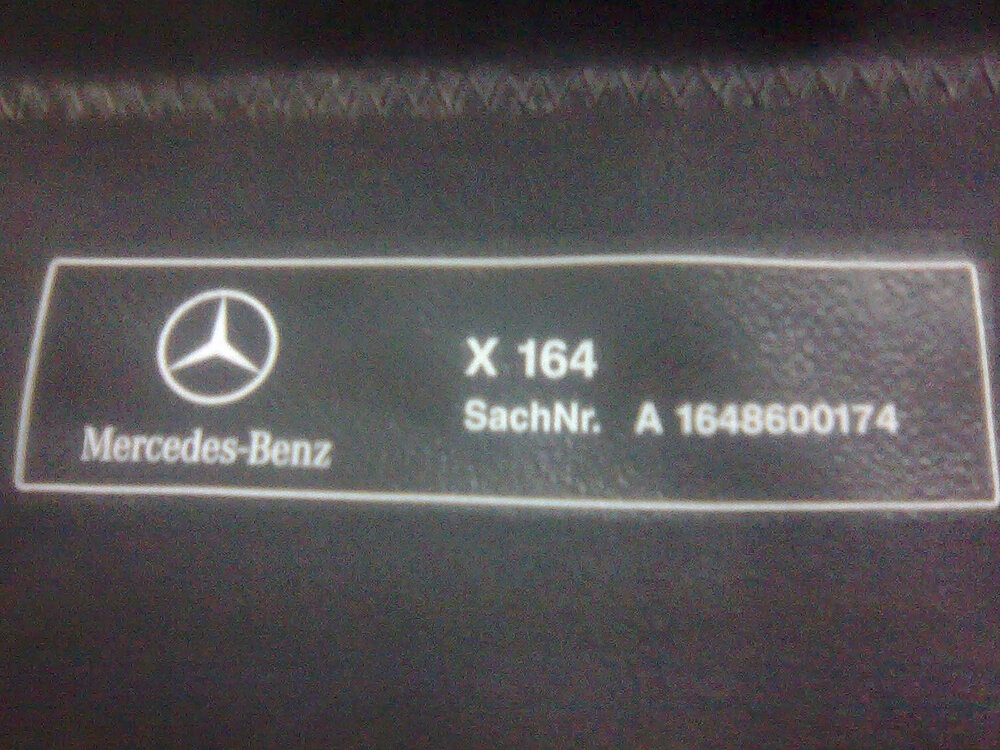 Mercedes-Benz
X 164
SachNr. A 1648600174